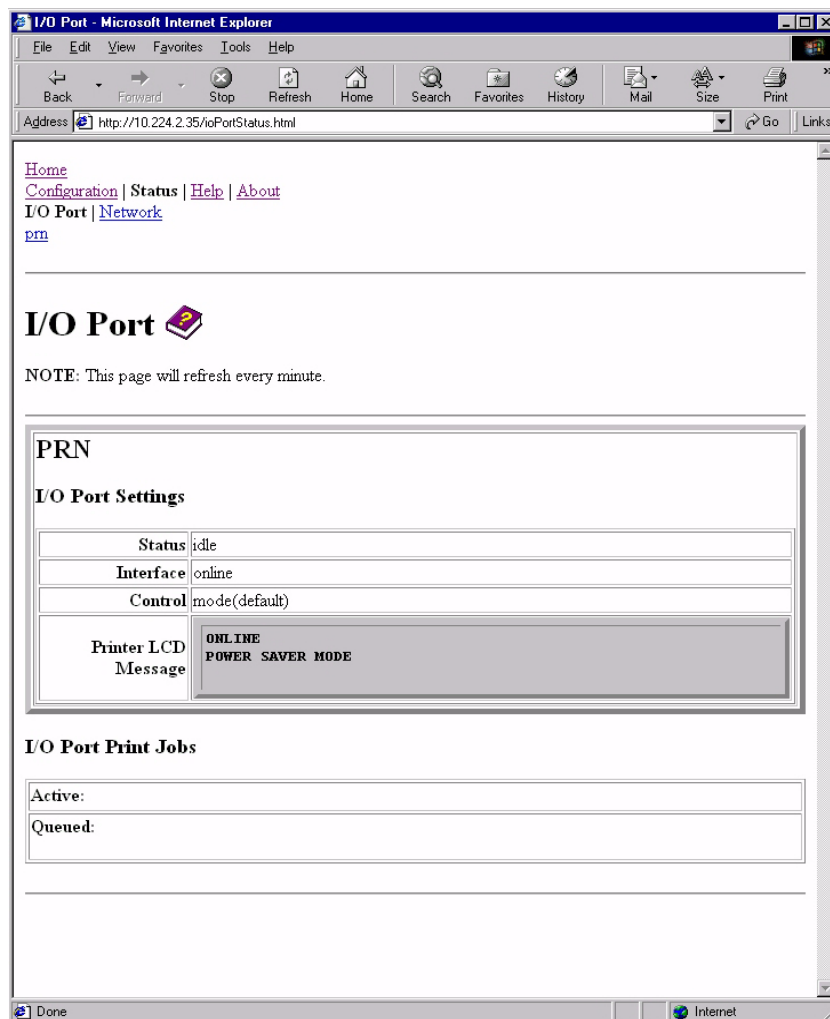 I/O Port - Microsoft Internet Explorer
File Edit View Favorites Tools Help
Back Forward Stop Refresh Home Search Favorites History Mail Size Print »
Address http://10.224.2.35/ioPortStatus.html Go Links
Home
Configuration | Status | Help | About
I/O Port | Network
prn
I/O Port ?
NOTE: This page will refresh every minute.
PRN
I/O Port Settings
Status idle
Interface online
Control mode(default)
Printer LCD
Message
ONLINE
POWER SAVER MODE
I/O Port Print Jobs
Active:
Queued:
Done Internet